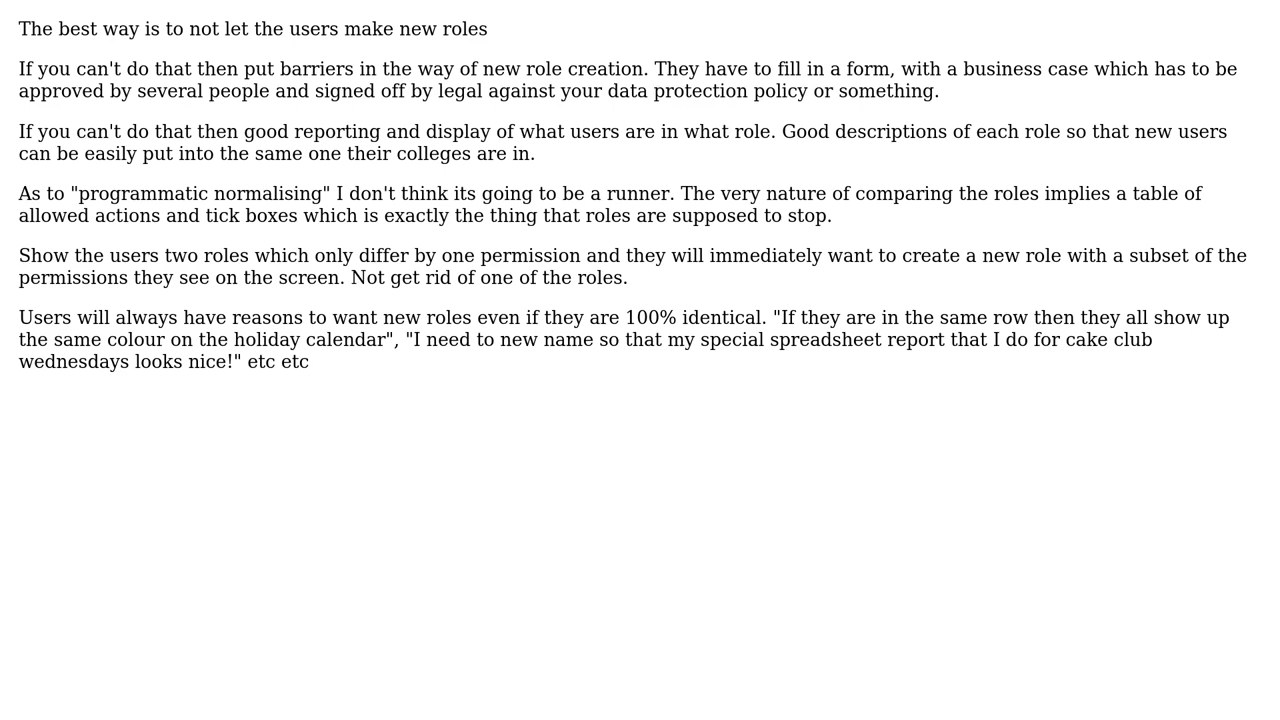 The best way is to not let the users make new roles
If you can't do that then put barriers in the way of new role creation. They have to fill in a form, with a business case which has to be
approved by several people and signed off by legal against your data protection policy or something.
If you can't do that then good reporting and display of what users are in what role. Good descriptions of each role so that new users
can be easily put into the same one their colleges are in.
As to "programmatic normalising" I don't think its going to be a runner. The very nature of comparing the roles implies a table of
allowed actions and tick boxes which is exactly the thing that roles are supposed to stop.
Show the users two roles which only differ by one permission and they will immediately want to create a new role with a subset of the
permissions they see on the screen. Not get rid of one of the roles.
Users will always have reasons to want new roles even if they are 100% identical. "If they are in the same row then they all show up
the same colour on the holiday calendar", "I need to new name so that my special spreadsheet report that I do for cake club
wednesdays looks nice!" etc etc